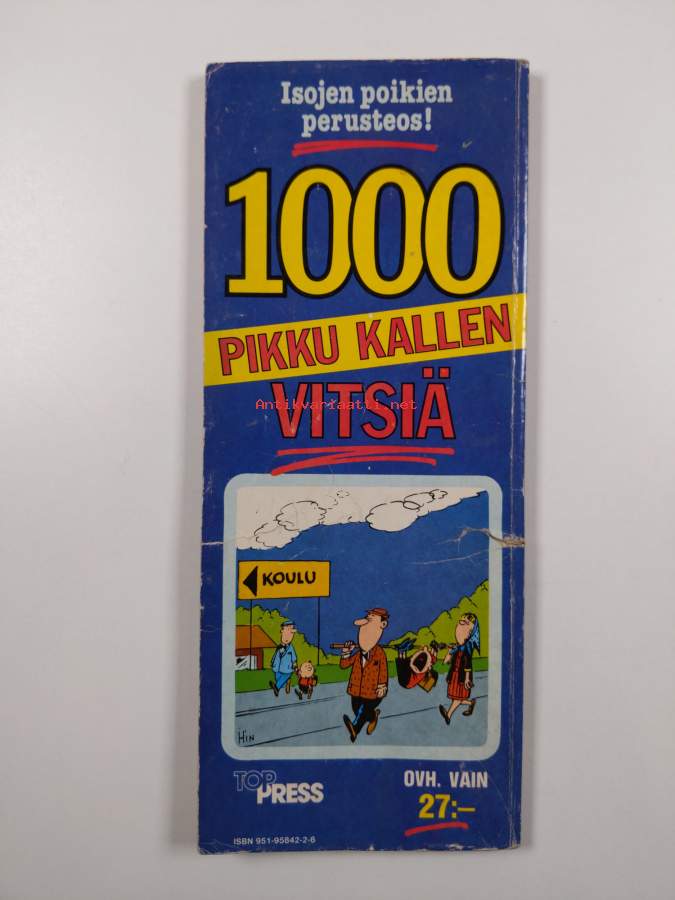 Isojen poikien
perusteos!
1000
PIKKU KALLEN
VITSIÄ
Antikvariaatti.net
KOULU
HiN
TOP
PRESS
OVH. VAIN
27:–
ISBN 951-95842-2-6